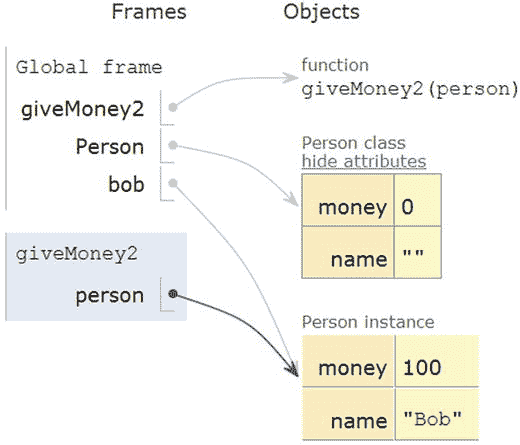 Frames
Objects
Global frame
giveMoney2
Person
bob
function
giveMoney2(person)
Person class
hide attributes
money 0
name ""
giveMoney2
person
Person instance
money 100
name "Bob"